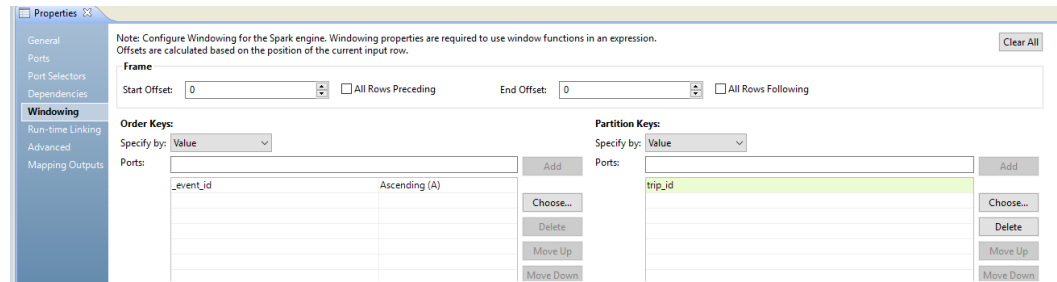 Properties
General
Ports
Port Selectors
Dependencies
Windowing
Run-time Linking
Advanced
Mapping Outputs
Note: Configure Windowing for the Spark engine. Windowing properties are required to use window functions in an expression.
Offsets are calculated based on the position of the current input row.
Clear All
Frame
Start Offset: 0 All Rows Preceding End Offset: 0 All Rows Following
Order Keys:
Specify by: Value
Ports: Add
_event_id Ascending (A)
Choose...
Delete
Move Up
Move Down
Partition Keys:
Specify by: Value
Ports: Add
trip_id
Choose...
Delete
Move Up
Move Down